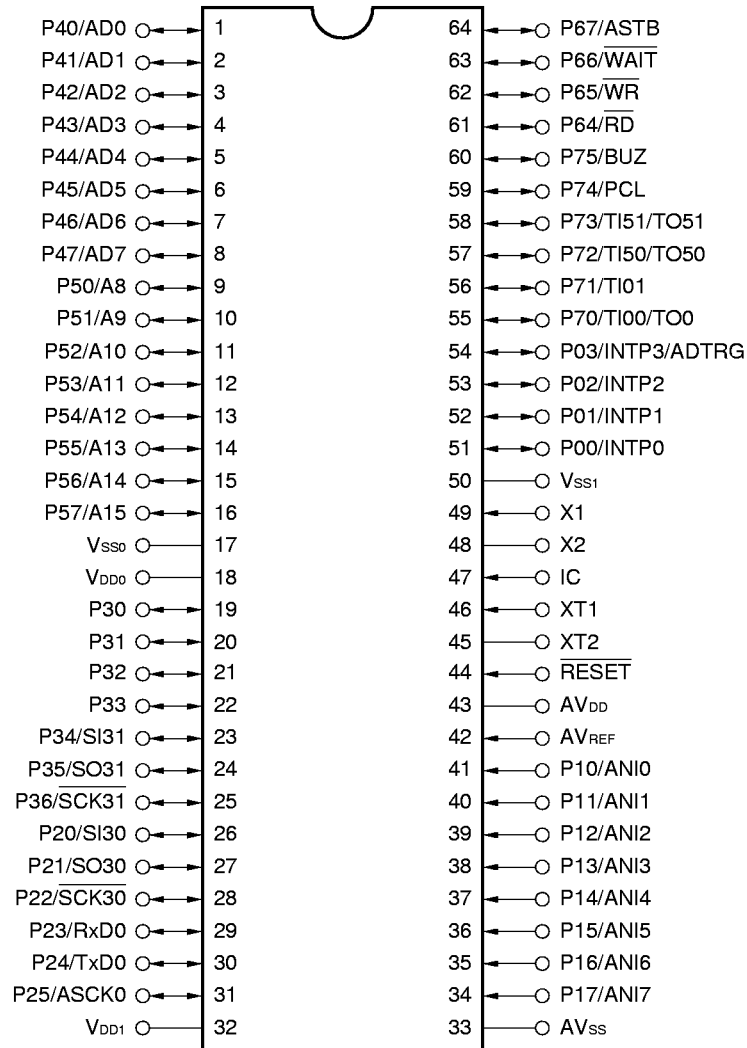 P40/AD0 1 64 P67/ASTB
P41/AD1 2 63 P66/WAIT
P42/AD2 3 62 P65/WR
P43/AD3 4 61 P64/RD
P44/AD4 5 60 P75/BUZ
P45/AD5 6 59 P74/PCL
P46/AD6 7 58 P73/TI51/TO51
P47/AD7 8 57 P72/TI50/TO50
P50/A8 9 56 P71/TI01
P51/A9 10 55 P70/TI00/TO0
P52/A10 11 54 P03/INTP3/ADTRG
P53/A11 12 53 P02/INTP2
P54/A12 13 52 P01/INTP1
P55/A13 14 51 P00/INTP0
P56/A14 15 50 VSS1
P57/A15 16 49 X1
VSS0 17 48 X2
VDD0 18 47 IC
P30 19 46 XT1
P31 20 45 XT2
P32 21 44 RESET
P33 22 43 AVDD
P34/SI31 23 42 AVREF
P35/SO31 24 41 P10/ANI0
P36/SCK31 25 40 P11/ANI1
P20/SI30 26 39 P12/ANI2
P21/SO30 27 38 P13/ANI3
P22/SCK30 28 37 P14/ANI4
P23/RxD0 29 36 P15/ANI5
P24/TxD0 30 35 P16/ANI6
P25/ASCK0 31 34 P17/ANI7
VDD1 32 33 AVSS